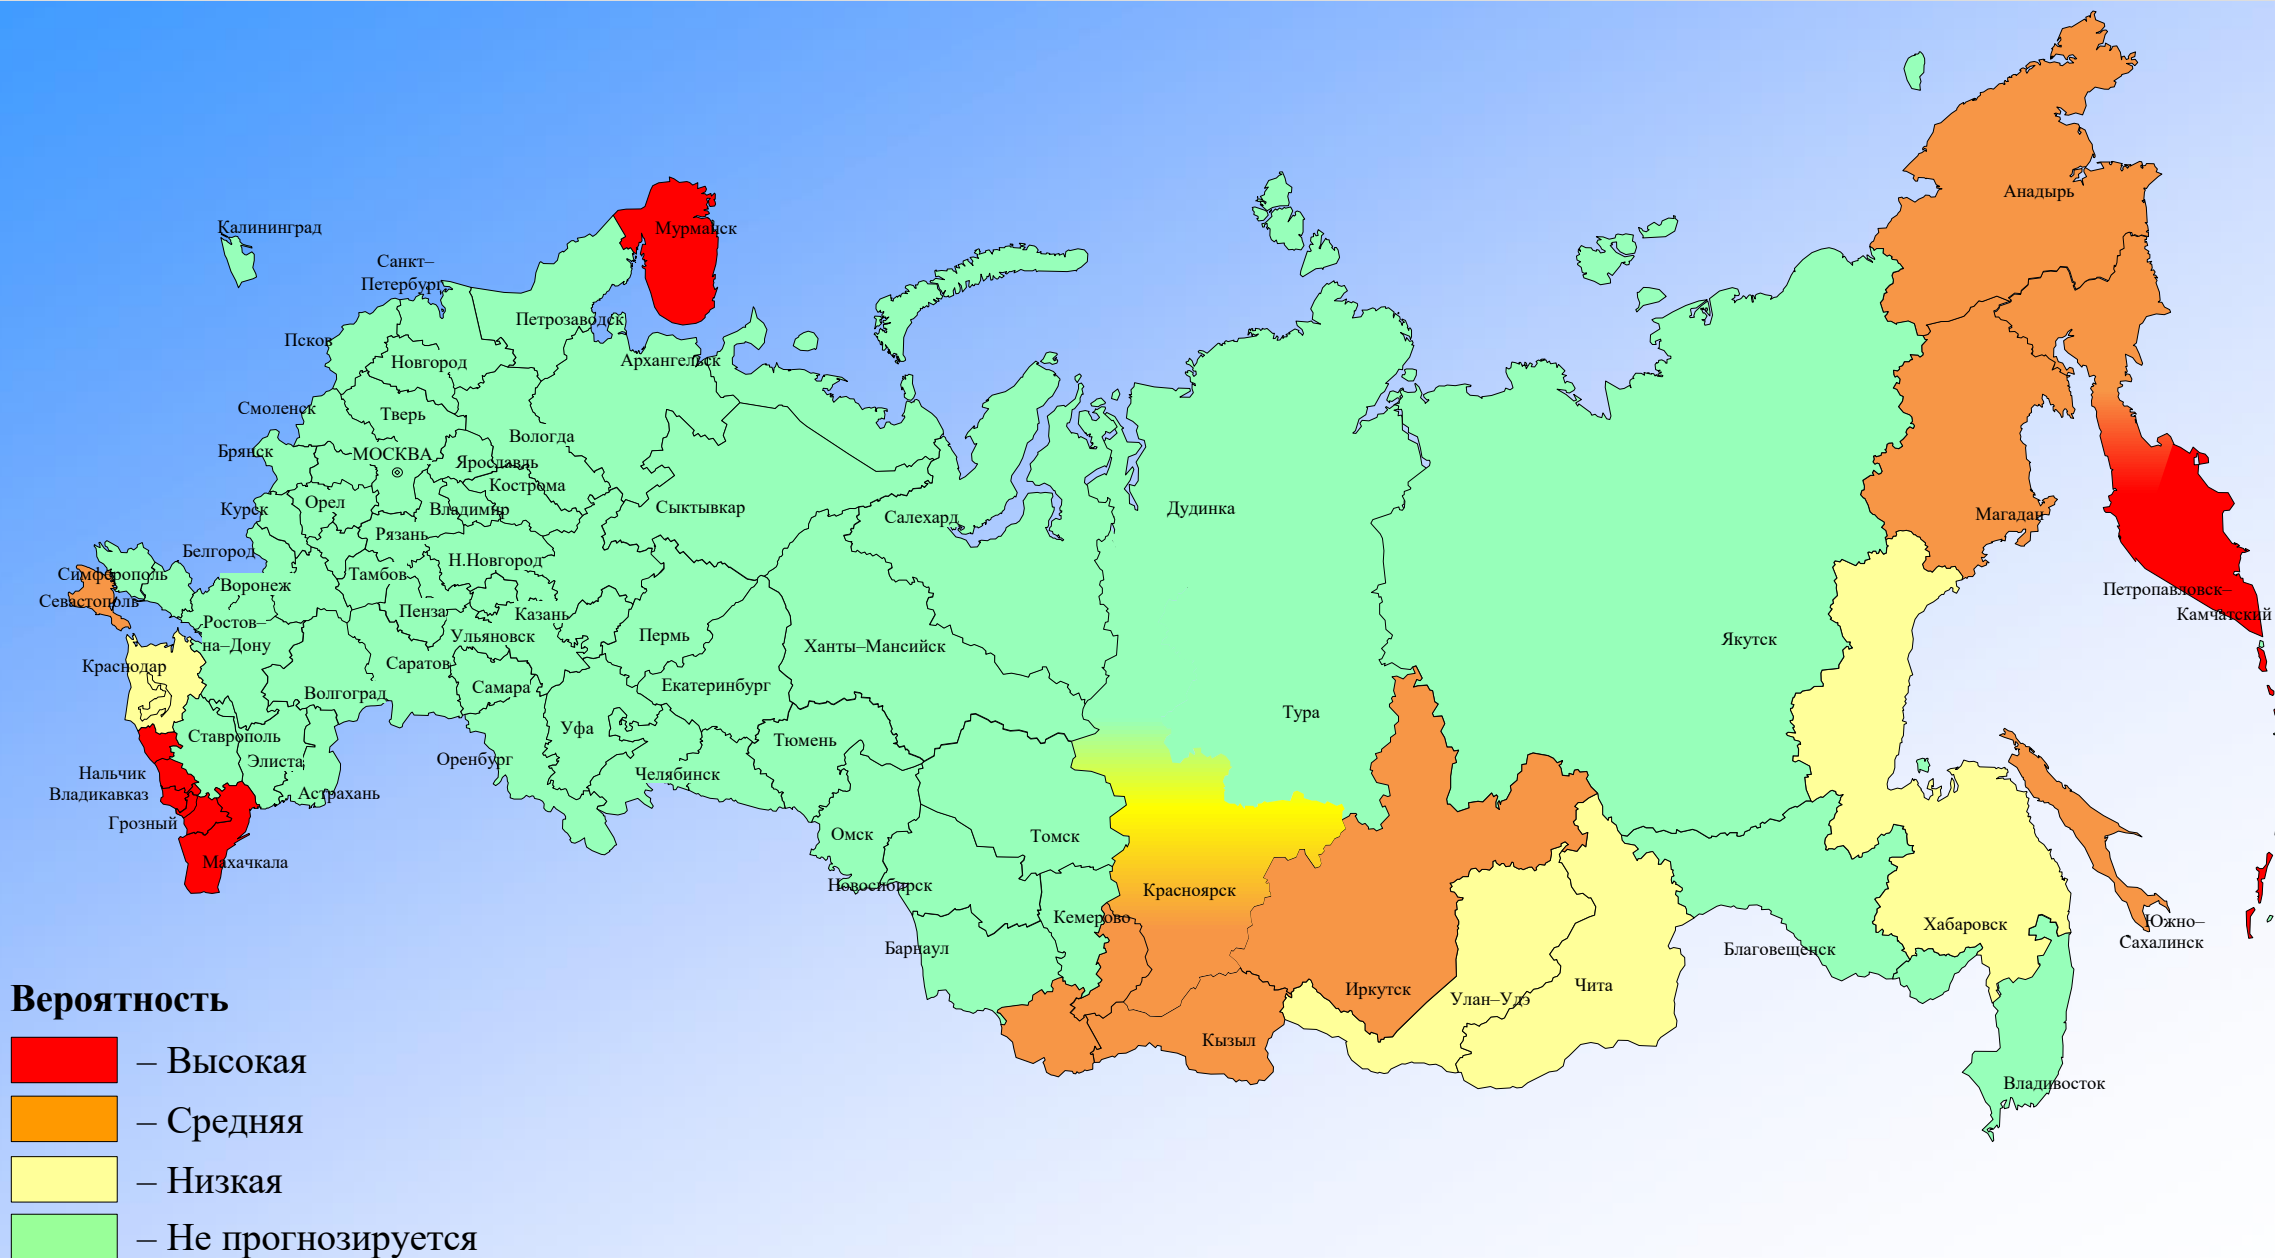 Анадырь
Калининград
Мурманск
Санкт–
Петербург
Петрозаводск
Псков
Архангельск
Новгород
Смоленск
Тверь
Вологда
Брянск
МОСКВА
Ярославль
Кострома
Орел
Курск
Владимир
Сыктывкар
Дудинка
Салехард
Магадан
Рязань
Белгород
Н.Новгород
Симферополь
Воронеж
Тамбов
Петропавловск–
Камчатский
Севастополь
Пенза
Казань
Ростов–
на–Дону
Ульяновск
Пермь
Якутск
Ханты–Мансийск
Краснодар
Саратов
Самара
Екатеринбург
Волгоград
Тура
Уфа
Ставрополь
Тюмень
Элиста
Оренбург
Нальчик
Челябинск
Владикавказ
Астрахань
Грозный
Омск
Томск
Махачкала
Новосибирск
Красноярск
Кемерово
Хабаровск
Южно–
Сахалинск
Барнаул
Благовещенск
Иркутск
Улан–Удэ
Чита
Кызыл
Владивосток
Вероятность
– Высокая
– Средняя
– Низкая
– Не прогнозируется